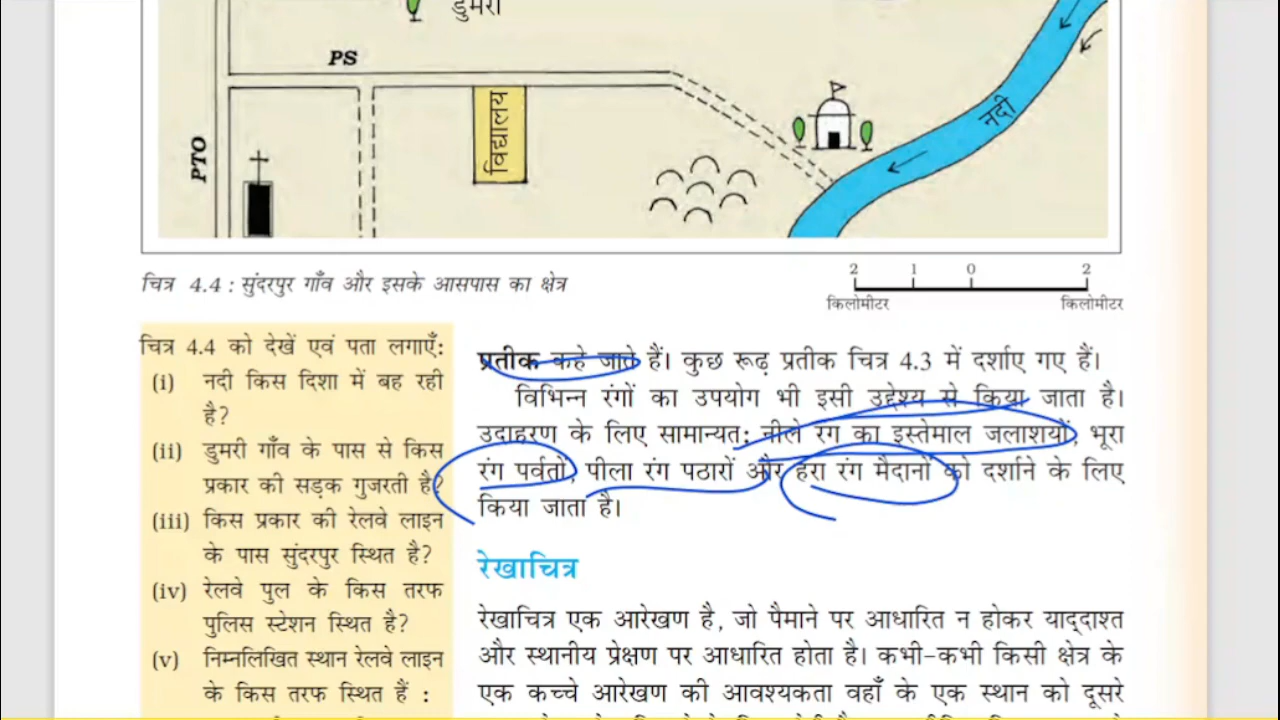 डुमरी
PS
PTO
विद्यालय
नदी
चित्र 4.4 : सुंदरपुर गाँव और इसके आसपास का क्षेत्र
2 1 0 2
किलोमीटर किलोमीटर
चित्र 4.4 को देखें एवं पता लगाएँ:
(i) नदी किस दिशा में बह रही
है?
(ii) डुमरी गाँव के पास से किस
प्रकार की सड़क गुजरती है?
(iii) किस प्रकार की रेलवे लाइन
के पास सुंदरपुर स्थित है?
(iv) रेलवे पुल के किस तरफ
पुलिस स्टेशन स्थित है?
(v) निम्नलिखित स्थान रेलवे लाइन
के किस तरफ स्थित हैं :
प्रतीक कहे जाते हैं। कुछ रूढ़ प्रतीक चित्र 4.3 में दर्शाए गए हैं।
विभिन्न रंगों का उपयोग भी इसी उद्देश्य से किया जाता है।
उदाहरण के लिए सामान्यत: नीले रंग का इस्तेमाल जलाशयों, भूरा
रंग पर्वतों, पीला रंग पठारों और हरा रंग मैदानों को दर्शाने के लिए
किया जाता है।
रेखाचित्र
रेखाचित्र एक आरेखण है, जो पैमाने पर आधारित न होकर याद्दाश्त
और स्थानीय प्रेक्षण पर आधारित होता है। कभी-कभी किसी क्षेत्र के
एक कच्चे आरेखण की आवश्यकता वहाँ के एक स्थान को दूसरे